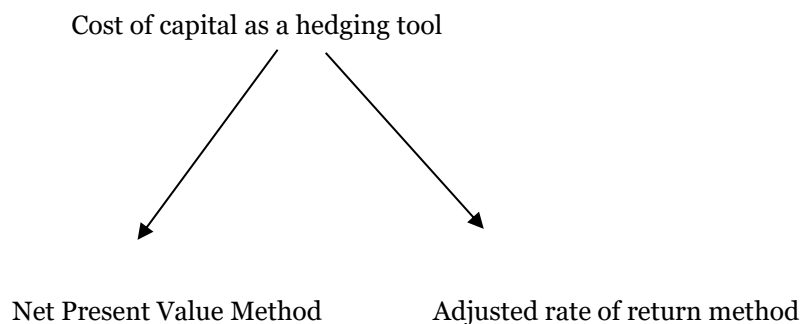 Cost of capital as a hedging tool
Net Present Value Method
Adjusted rate of return method